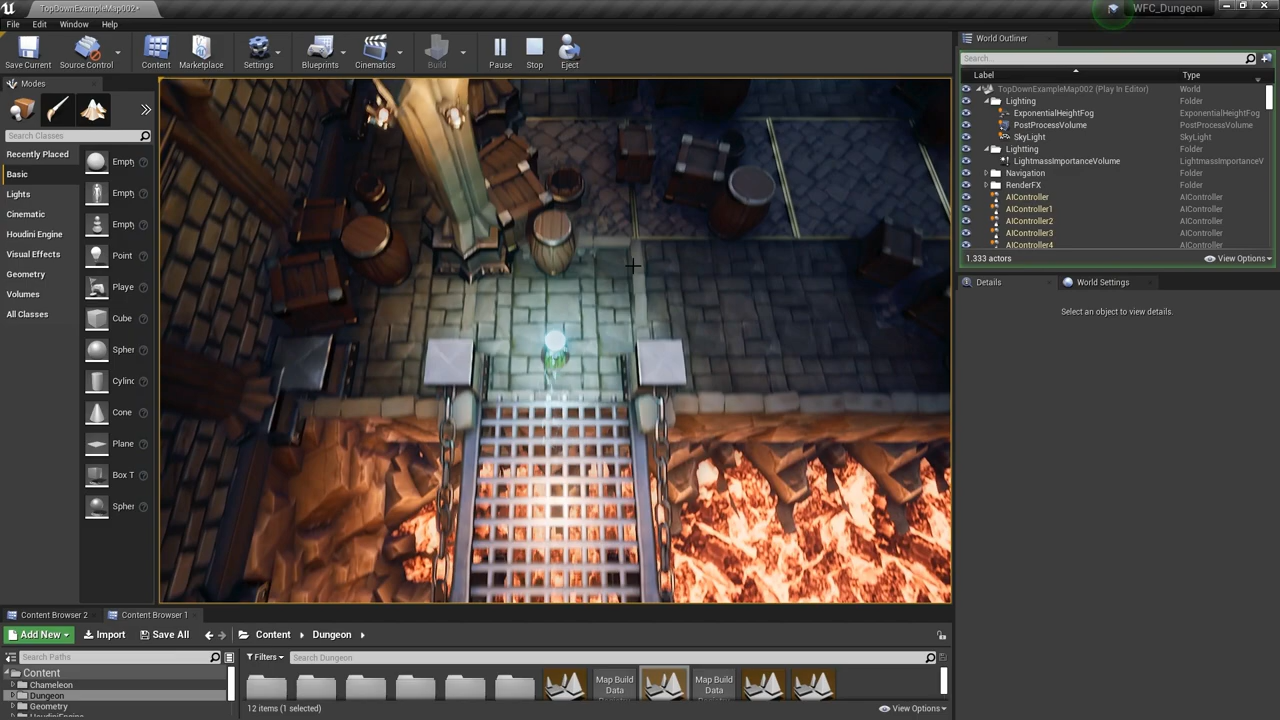 TopDownExampleMap002*
WFC_Dungeon
File Edit Window Help
Save Current Source Control Content Marketplace Settings Blueprints Cinematics Build Pause Stop Eject
World Outliner
Search...
Label Type
TopDownExampleMap002 (Play In Editor) World
Lighting Folder
ExponentialHeightFog ExponentialHeightFog
PostProcessVolume PostProcessVolume
SkyLight SkyLight
Lightting Folder
LightmassImportanceVolume LightmassImportanceV
Navigation Folder
RenderFX Folder
AIController AIController
AIController1 AIController
AIController2 AIController
AIController3 AIController
AIController4 AIController
1.333 actors View Options
Details World Settings
Select an object to view details.
Modes
Search Classes
Recently Placed
Basic
Lights
Cinematic
Houdini Engine
Visual Effects
Geometry
Volumes
All Classes
Empty
Empty
Empty
Point
Playe
Cube
Spher
Cylinc
Cone
Plane
Box T
Spher
Content Browser 2 Content Browser 1
Add New Import Save All Content Dungeon
Search Paths
Filters Search Dungeon
Content
Chameleon
Dungeon
Geometry
HoudiniEngine
Map Build Data
Map Build Data
12 items (1 selected) View Options